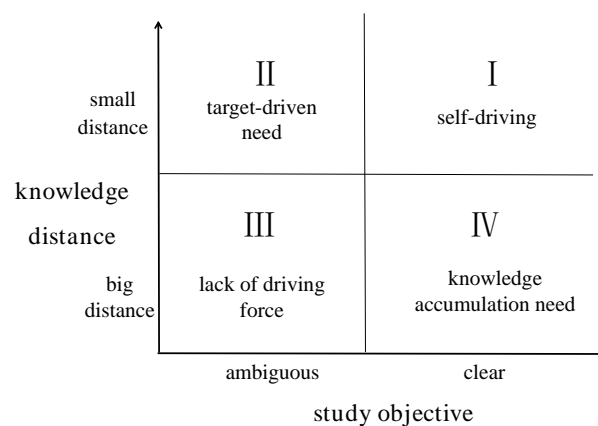 II
target-driven
need
I
self-driving
small
distance
knowledge
distance
III
lack of driving
force
IV
knowledge
accumulation need
big
distance
ambiguous
clear
study objective